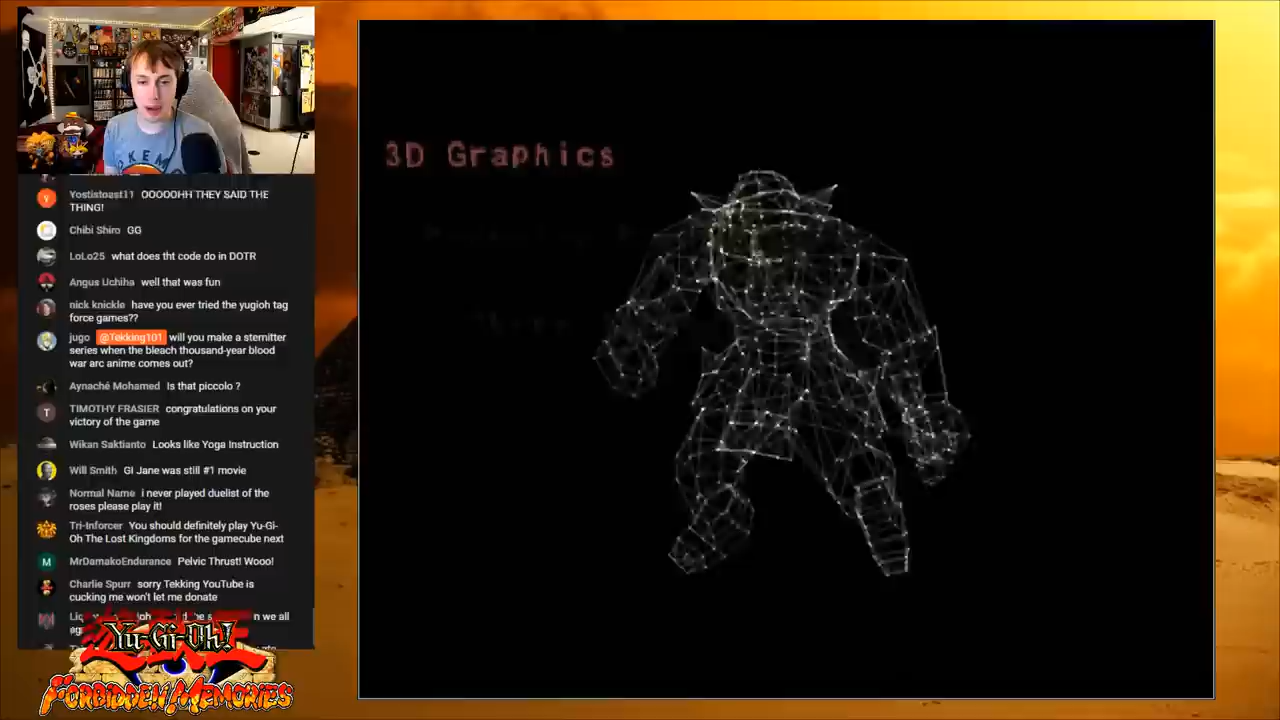 3D Graphics
POKEM
Yostistoast11 OOOOOHH THEY SAID THE
THING!
Chibi Shiro GG
LoLo25 what does tht code do in DOTR
Angus Uchiha well that was fun
nick knickle have you ever tried the yugioh tag
force games??
jugo @Tekking101 will you make a sternitter
series when the bleach thousand-year blood
war arc anime comes out?
Aynaché Mohamed Is that piccolo ?
TIMOTHY FRASIER congratulations on your
victory of the game
Wikan Saktianto Looks like Yoga Instruction
Will Smith GI Jane was still #1 movie
Normal Name i never played duelist of the
roses please play it!
Tri-Inforcer You should definitely play Yu-Gi-
Oh The Lost Kingdoms for the gamecube next
MrDamakoEndurance Pelvic Thrust! Wooo!
Charlie Spurr sorry Tekking YouTube is
cucking me won't let me donate
we all
Yu-Gi-Oh!
FORBIDDEN MEMORIES